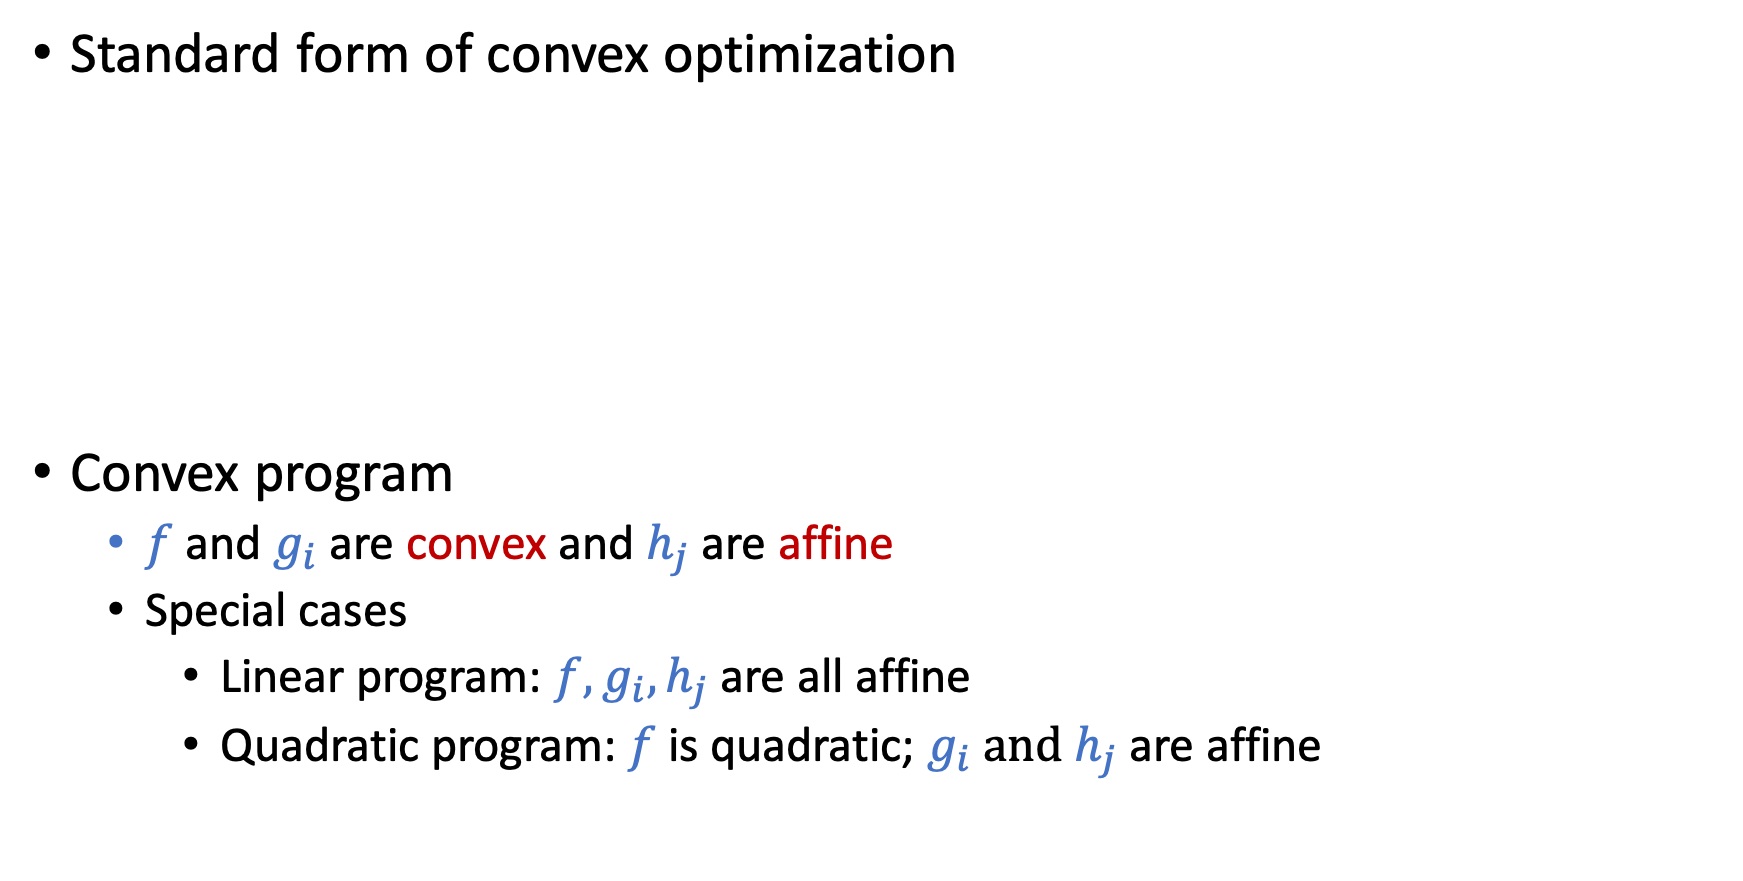 • Standard form of convex optimization
• Convex program
• f and gᵢ are convex and hⱼ are affine
• Special cases
• Linear program: f, gᵢ, hⱼ are all affine
• Quadratic program: f is quadratic; gᵢ and hⱼ are affine